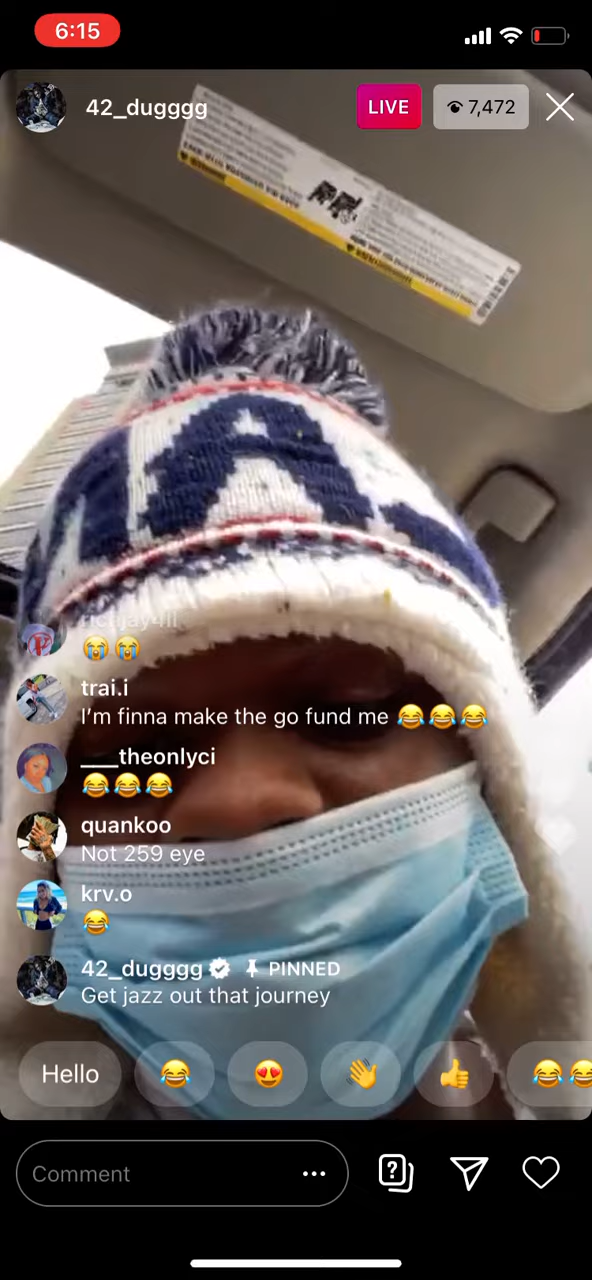 6:15
42_dugggg
LIVE
7,472
richjay4ll
😭😭
trai.i
I'm finna make the go fund me 😂😂😂
___theonlyci
😂😂😂
quankoo
Not 259 eye
krv.o
😂
42_dugggg PINNED
Get jazz out that journey
Hello 😂 😍 👋 👍 😂😂
Comment